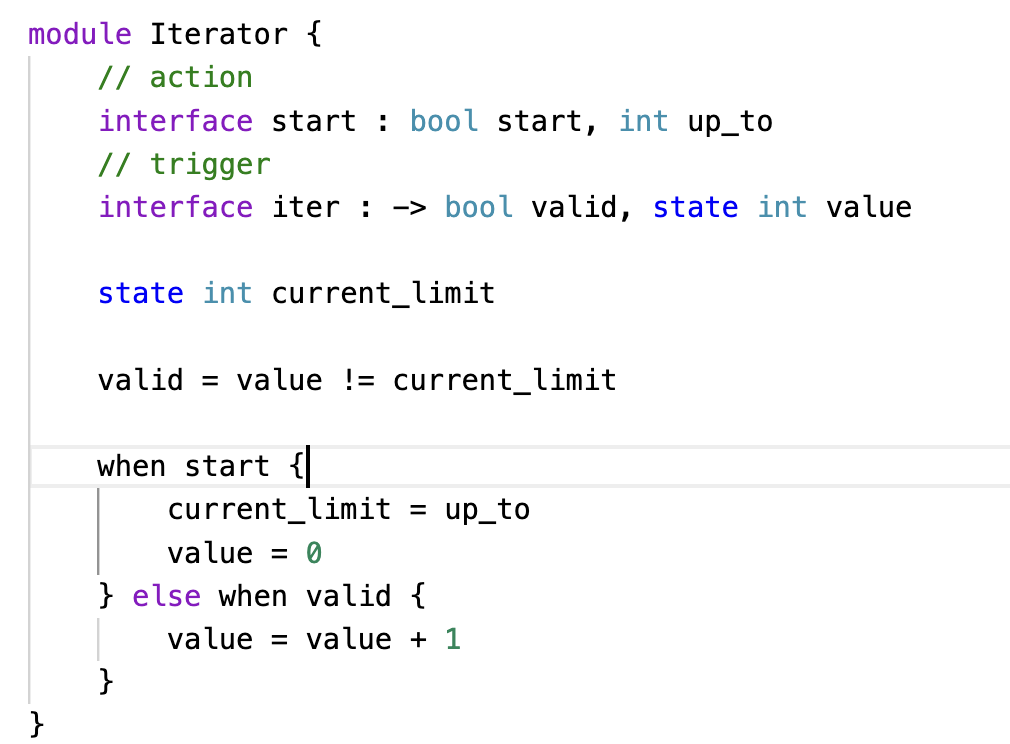 module Iterator {
    // action
    interface start : bool start, int up_to
    // trigger
    interface iter : -> bool valid, state int value

    state int current_limit

    valid = value != current_limit

    when start {
        current_limit = up_to
        value = 0
    } else when valid {
        value = value + 1
    }
}